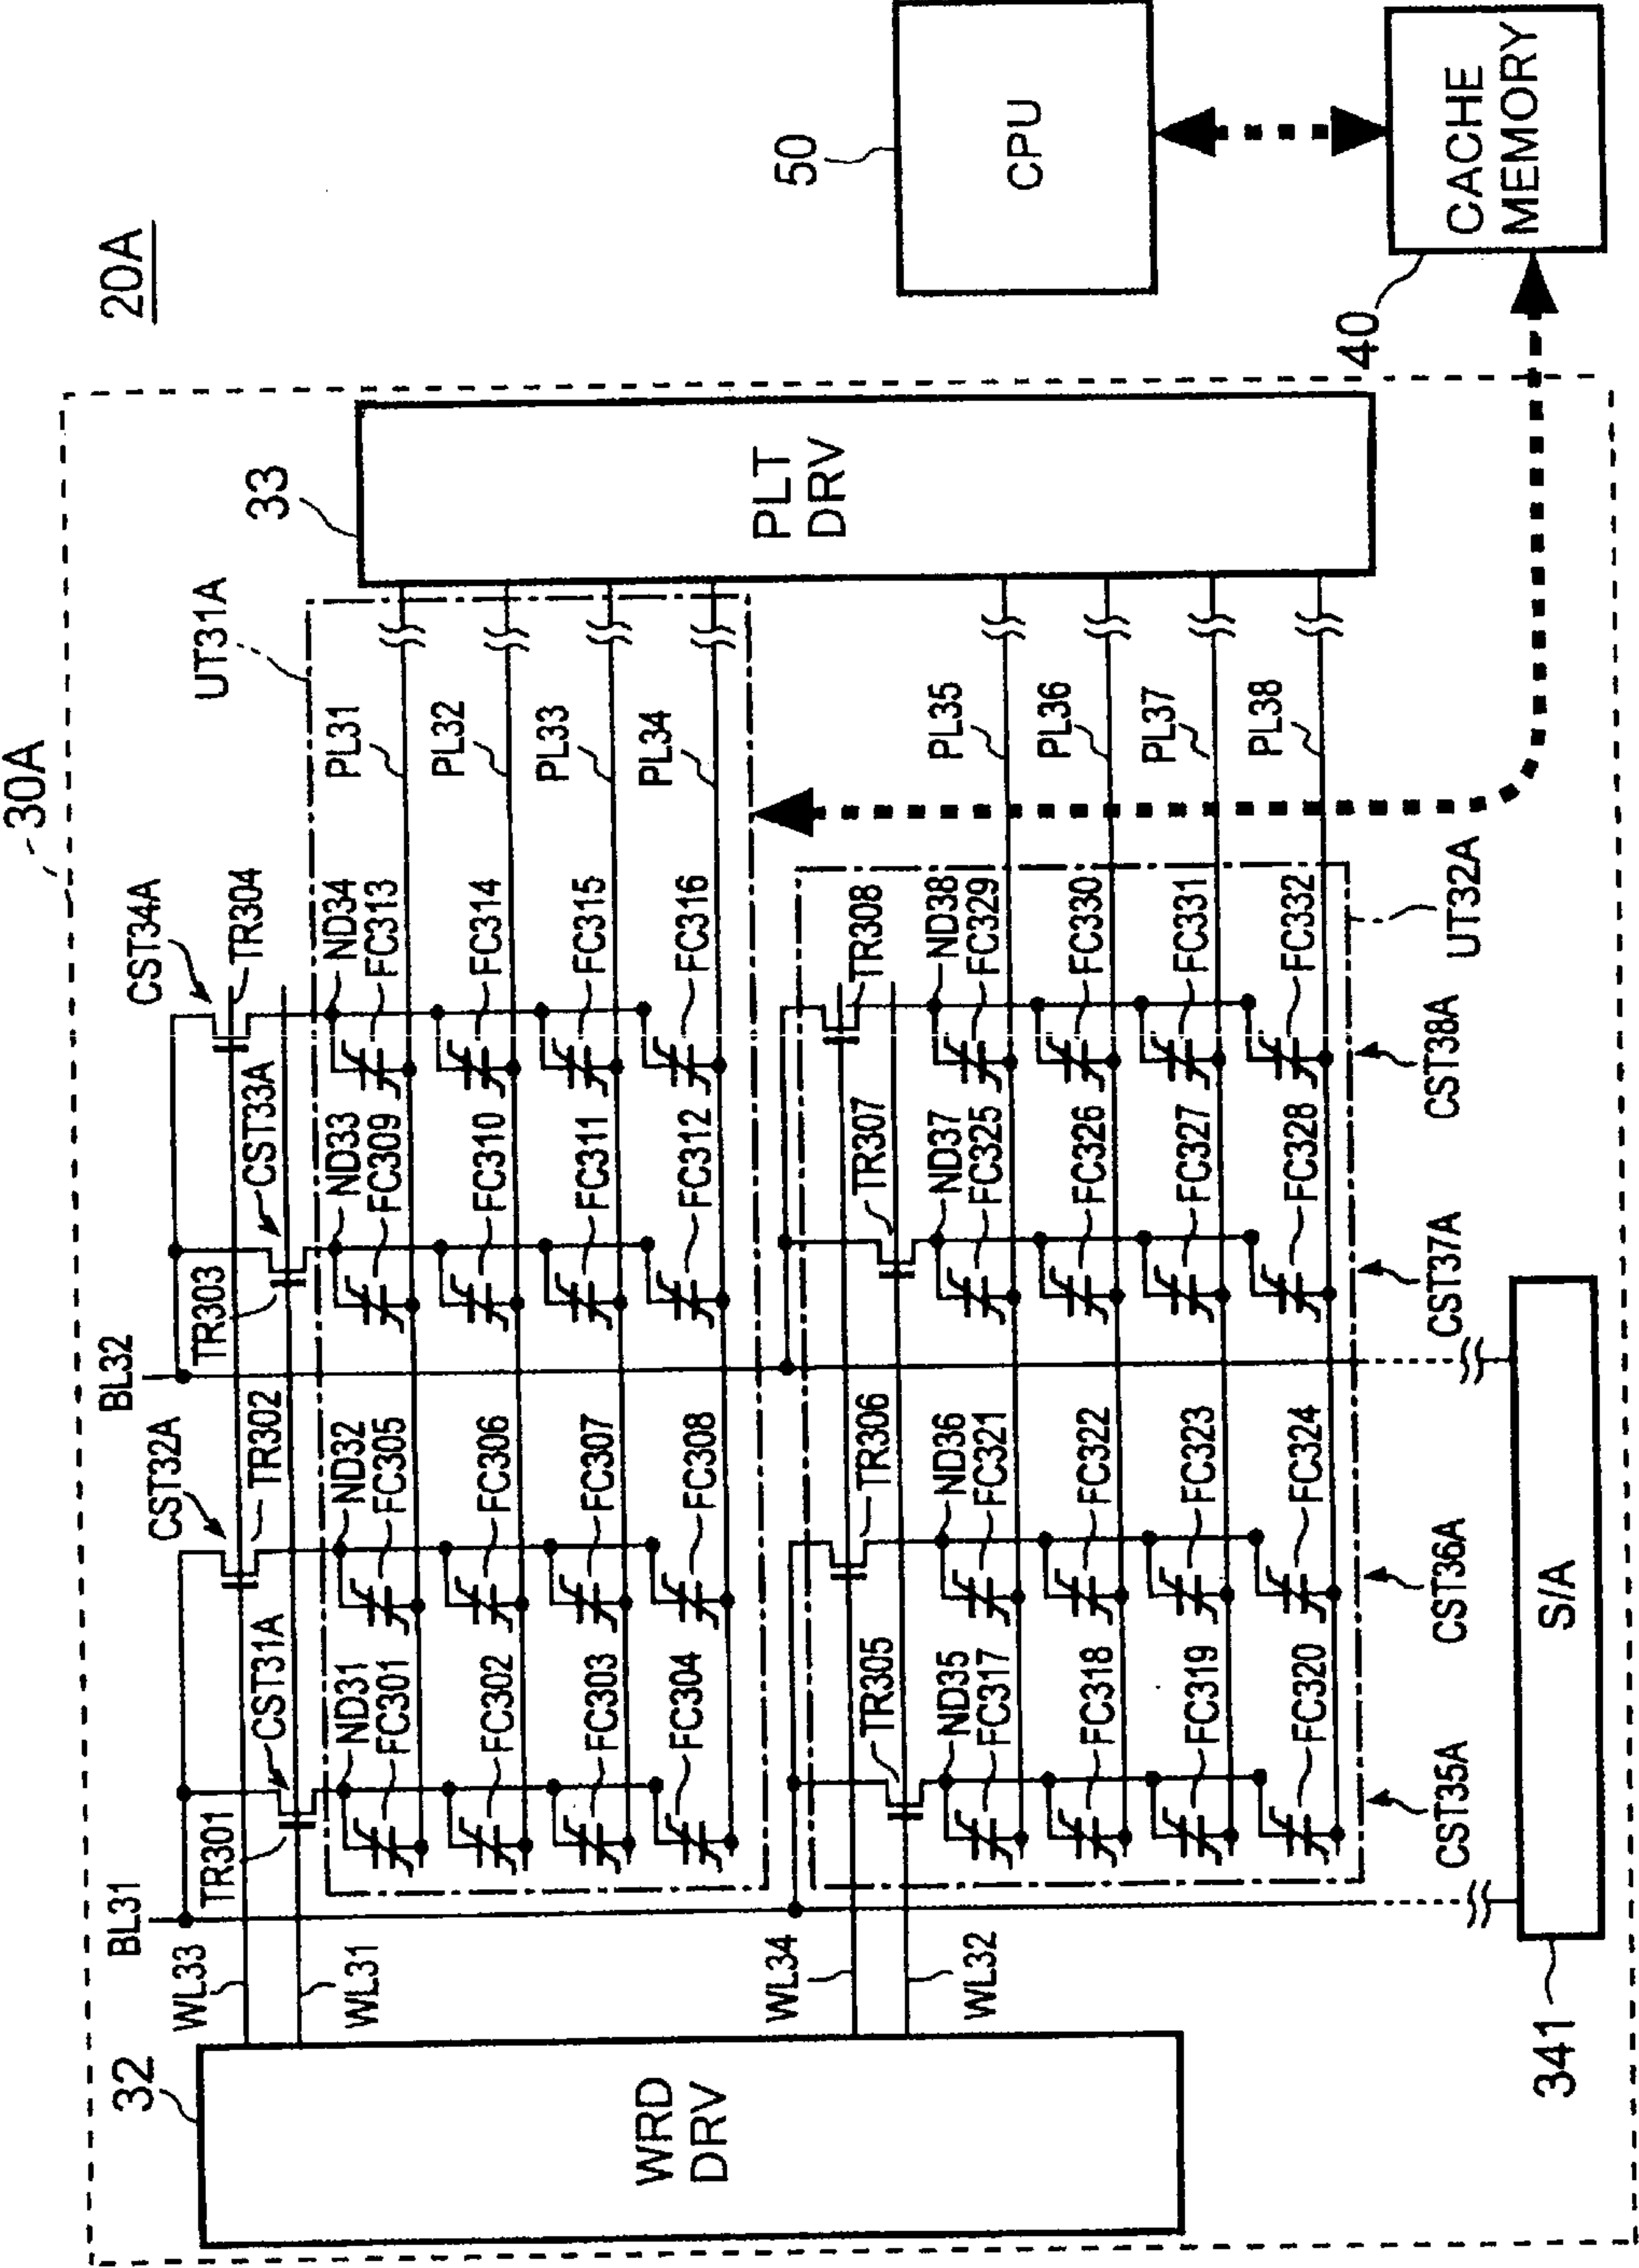 20A
30A
50
CPU
CACHE
MEMORY
40
33
PLT
DRV
UT31A
PL31
PL32
PL33
PL34
PL35
PL36
PL37
PL38
CST34A
TR304
CST33A
TR303
BL32
CST32A
TR302
CST31A
TR301
BL31
WL33
WL31
ND34
FC313
FC314
FC315
FC316
ND33
FC309
FC310
FC311
FC312
ND32
FC305
FC306
FC307
FC308
ND31
FC301
FC302
FC303
FC304
TR308
ND38
FC329
FC330
FC331
FC332
UT32A
CST38A
TR307
ND37
FC325
FC326
FC327
FC328
CST37A
TR306
ND36
FC321
FC322
FC323
FC324
CST36A
TR305
ND35
FC317
FC318
FC319
FC320
CST35A
WL34
WL32
32
WRD
DRV
S/A
341